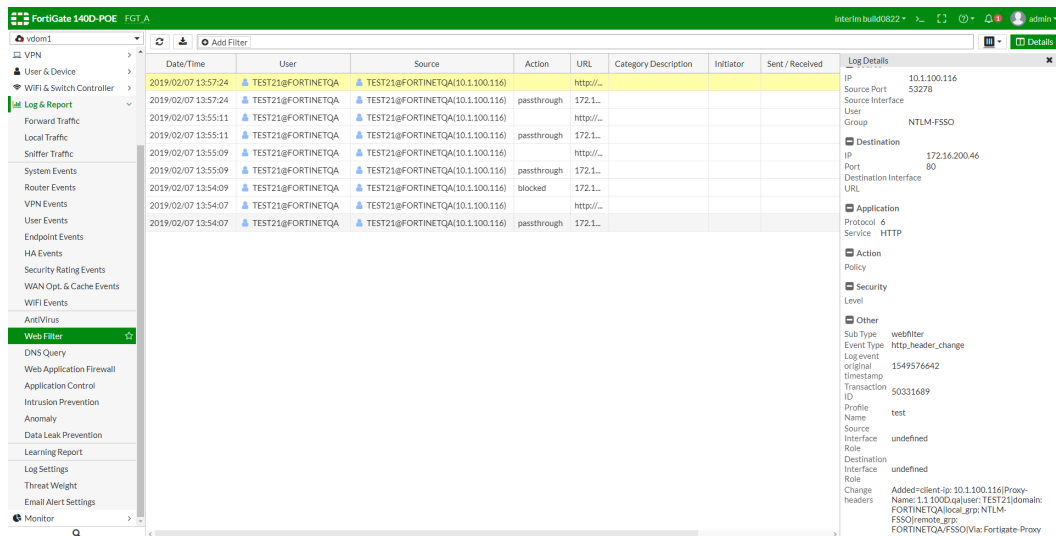 FortiGate 140D-POE FGT_A
interim build0822
admin
vdom1
Add Filter
Details
VPN
User & Device
WiFi & Switch Controller
Log & Report
Forward Traffic
Local Traffic
Sniffer Traffic
System Events
Router Events
VPN Events
User Events
Endpoint Events
HA Events
Security Rating Events
WAN Opt. & Cache Events
WiFi Events
AntiVirus
Web Filter
DNS Query
Web Application Firewall
Application Control
Intrusion Prevention
Anomaly
Data Leak Prevention
Learning Report
Log Settings
Threat Weight
Email Alert Settings
Monitor
Date/Time User Source Action URL Category Description Initiator Sent / Received
2019/02/07 13:57:24 TEST21@FORTINETQA TEST21@FORTINETQA(10.1.100.116) http://...
2019/02/07 13:57:24 TEST21@FORTINETQA TEST21@FORTINETQA(10.1.100.116) passthrough 172.1...
2019/02/07 13:55:11 TEST21@FORTINETQA TEST21@FORTINETQA(10.1.100.116) http://...
2019/02/07 13:55:11 TEST21@FORTINETQA TEST21@FORTINETQA(10.1.100.116) passthrough 172.1...
2019/02/07 13:55:09 TEST21@FORTINETQA TEST21@FORTINETQA(10.1.100.116) http://...
2019/02/07 13:55:09 TEST21@FORTINETQA TEST21@FORTINETQA(10.1.100.116) passthrough 172.1...
2019/02/07 13:54:09 TEST21@FORTINETQA TEST21@FORTINETQA(10.1.100.116) blocked 172.1...
2019/02/07 13:54:07 TEST21@FORTINETQA TEST21@FORTINETQA(10.1.100.116) http://...
2019/02/07 13:54:07 TEST21@FORTINETQA TEST21@FORTINETQA(10.1.100.116) passthrough 172.1...
Log Details
IP 10.1.100.116
Source Port 53278
Source Interface
User
Group NTLM-FSSO
Destination
IP 172.16.200.46
Port 80
Destination Interface
URL
Application
Protocol 6
Service HTTP
Action
Policy
Security
Level
Other
Sub Type webfilter
Event Type http_header_change
Log event
original 1549576642
timestamp
Transaction
ID 50331689
Profile
Name test
Source
Interface undefined
Role
Destination
Interface undefined
Role
Change Added=client-ip: 10.1.100.116|Proxy-
headers Name: 1.1 100D.qa|user: TEST21|domain:
FORTINETQA|local_grp: NTLM-
FSSO|remote_grp:
FORTINETQA/FSSO|Via: Fortigate-Proxy